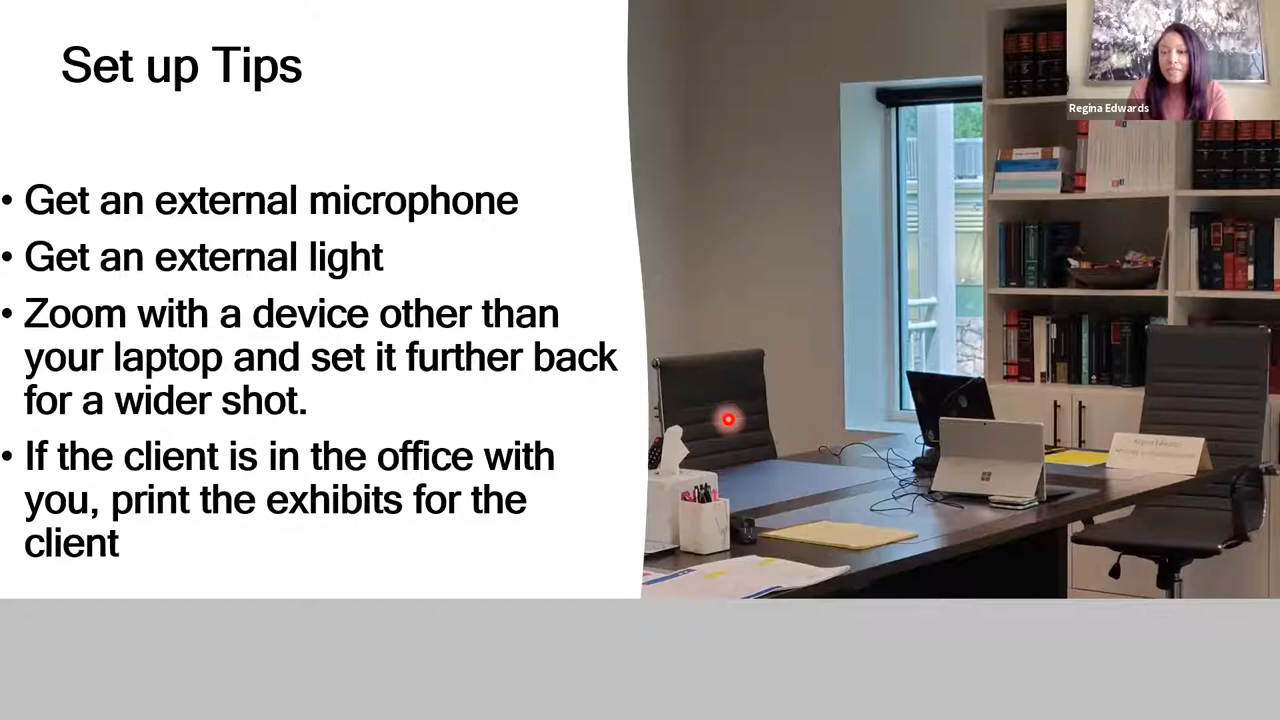 Set up Tips
Regina Edwards
• Get an external microphone
• Get an external light
• Zoom with a device other than
your laptop and set it further back
for a wider shot.
• If the client is in the office with
you, print the exhibits for the
client
Regina Edwards